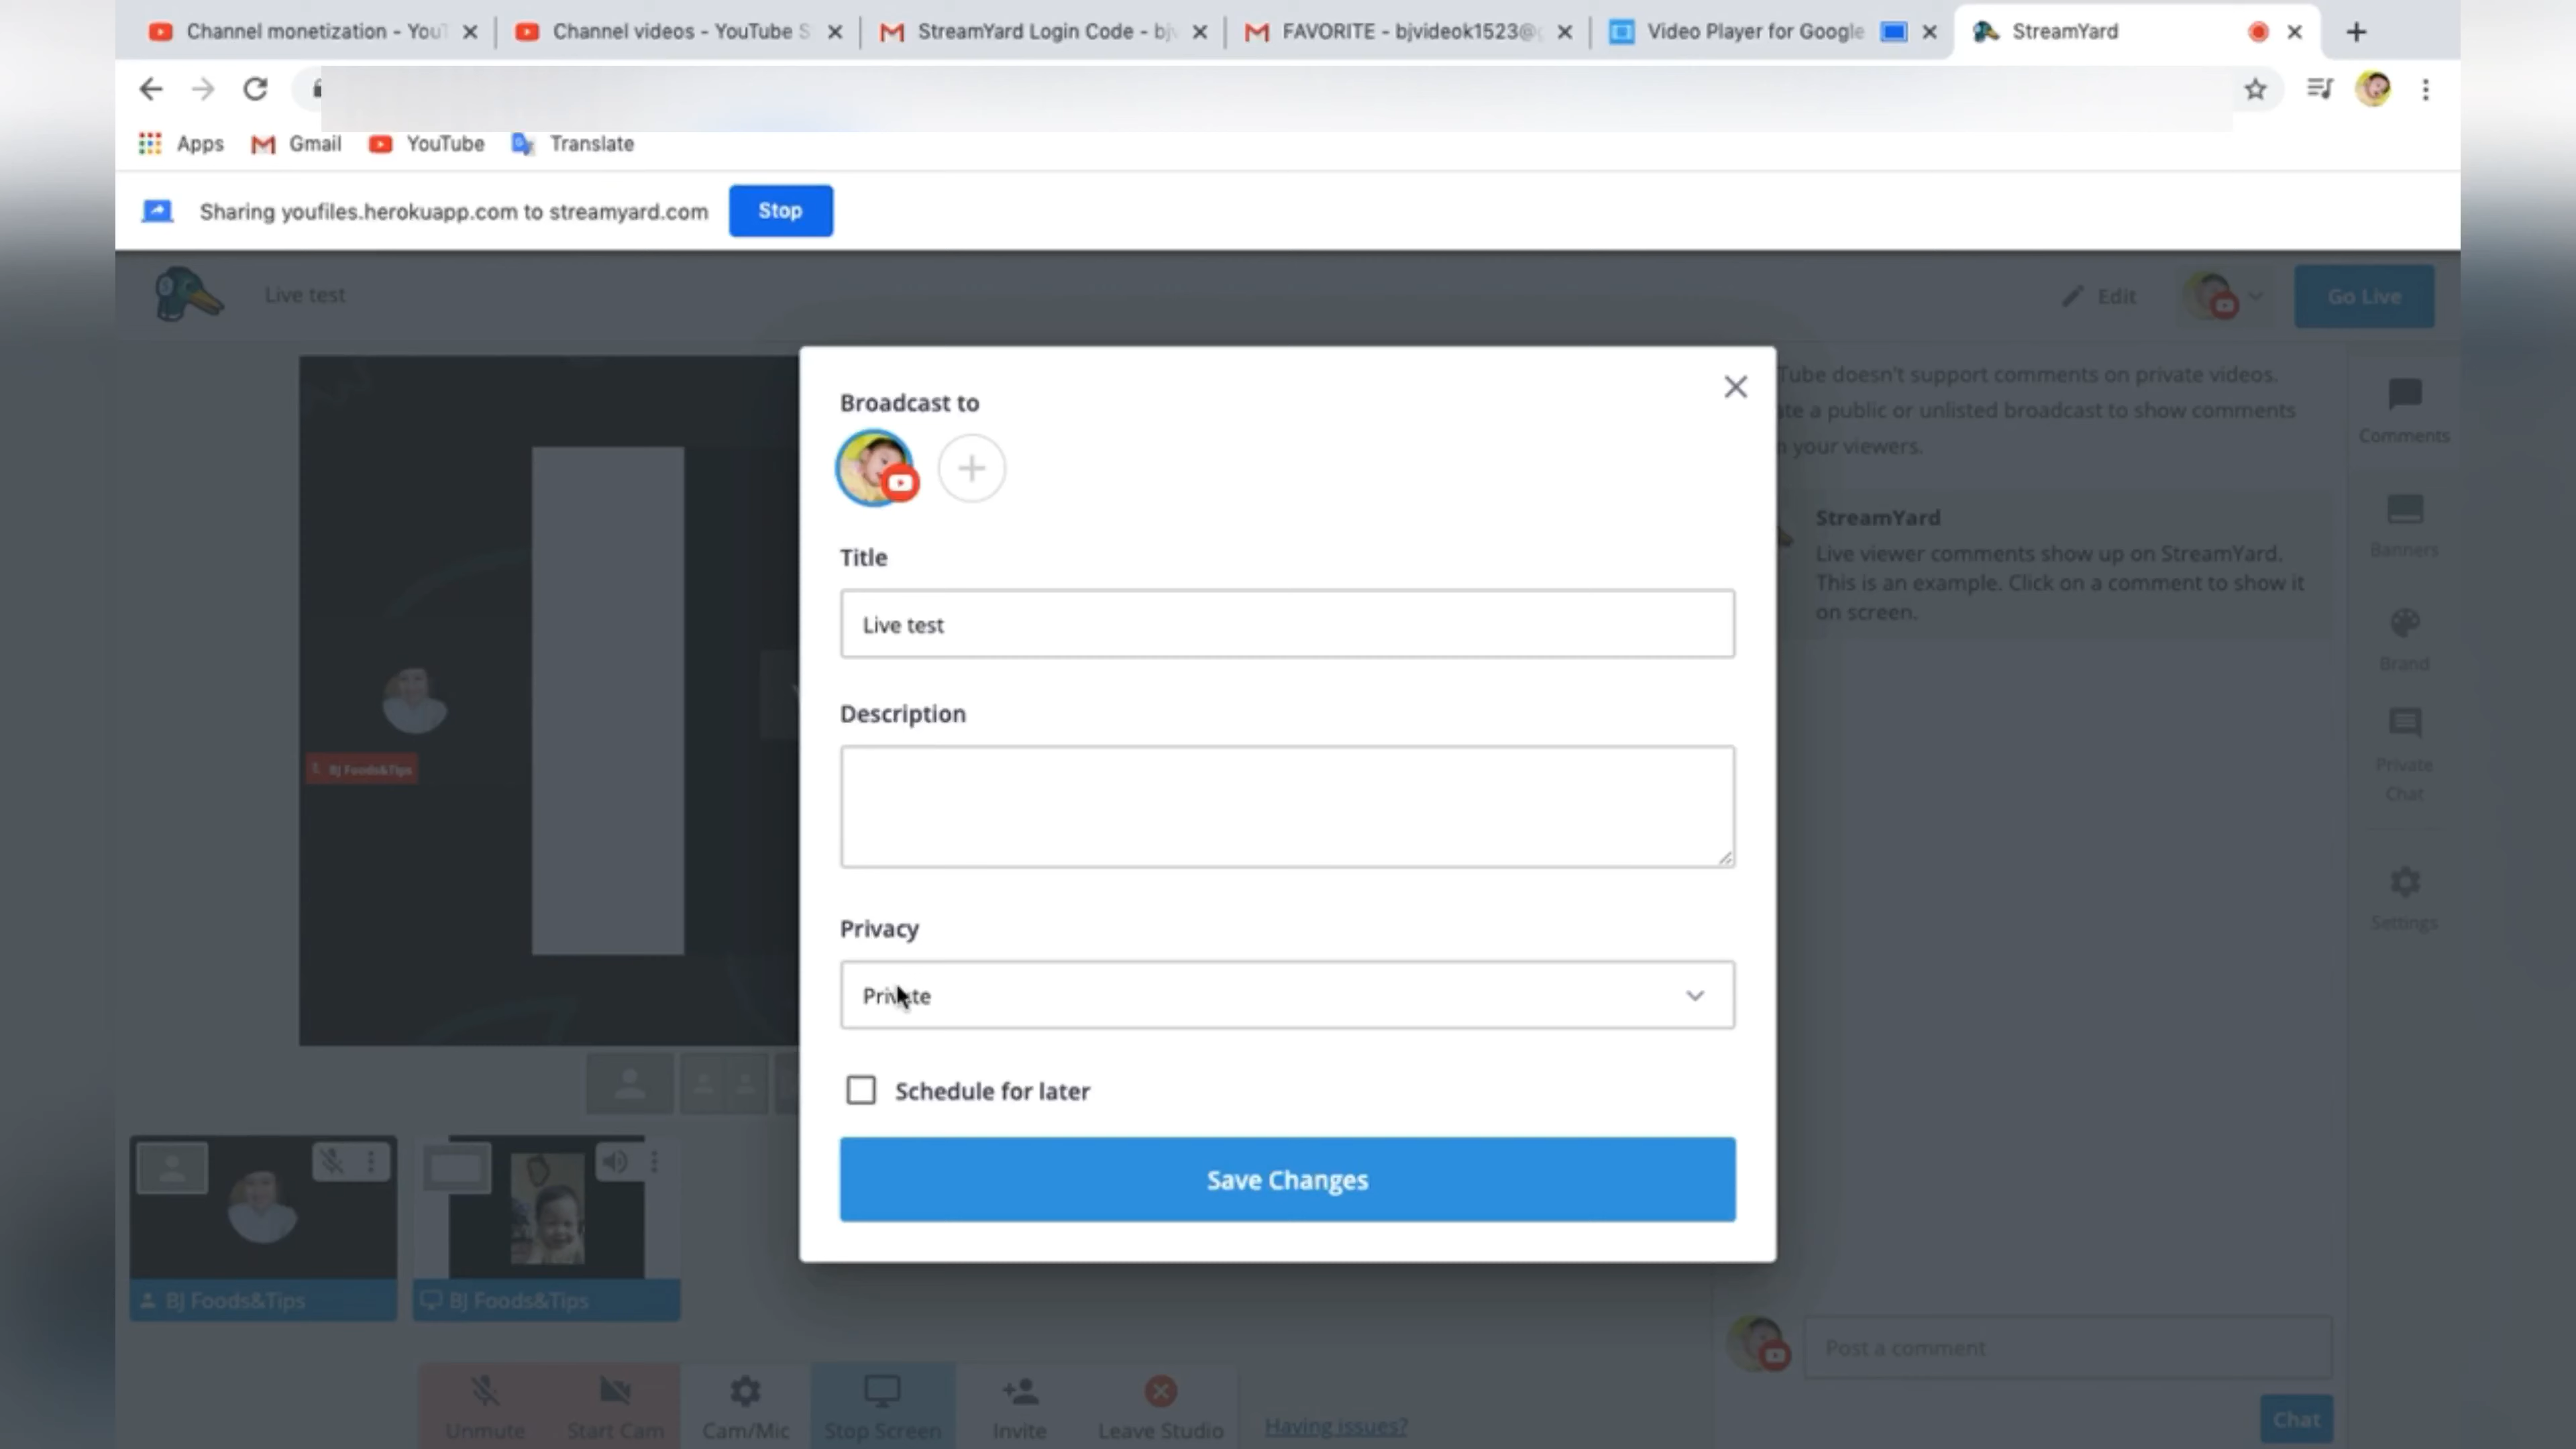 Channel monetization - YouT
Channel videos - YouTube S
StreamYard Login Code - bjv
FAVORITE - bjvideok1523@g
Video Player for Google
StreamYard
Apps
Gmail
YouTube
Translate
Sharing youfiles.herokuapp.com to streamyard.com
Stop
Live test
Edit
Go Live
Broadcast to
Title
Live test
Description
Privacy
Private
Schedule for later
Save Changes
Tube doesn't support comments on private videos.
ate a public or unlisted broadcast to show comments
your viewers.
StreamYard
Live viewer comments show up on StreamYard.
This is an example. Click on a comment to show it
on screen.
Comments
Banners
Brand
Private
Chat
Settings
BJ Foods&Tips
BJ Foods&Tips
BJ Foods&Tips
Post a comment
Chat
Unmute
Start Cam
Cam/Mic
Stop Screen
Invite
Leave Studio
Having issues?